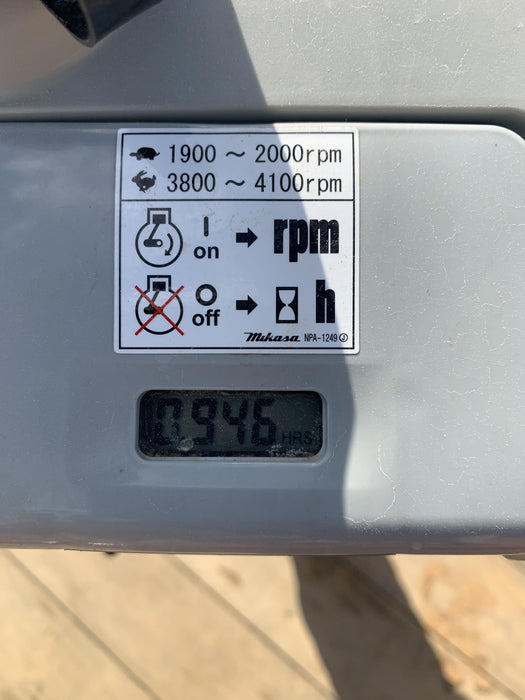 1900 ～ 2000rpm
3800 ～ 4100rpm
I
on
rpm
O
off
h
Mikasa NPA-1249 J
0946 HRS